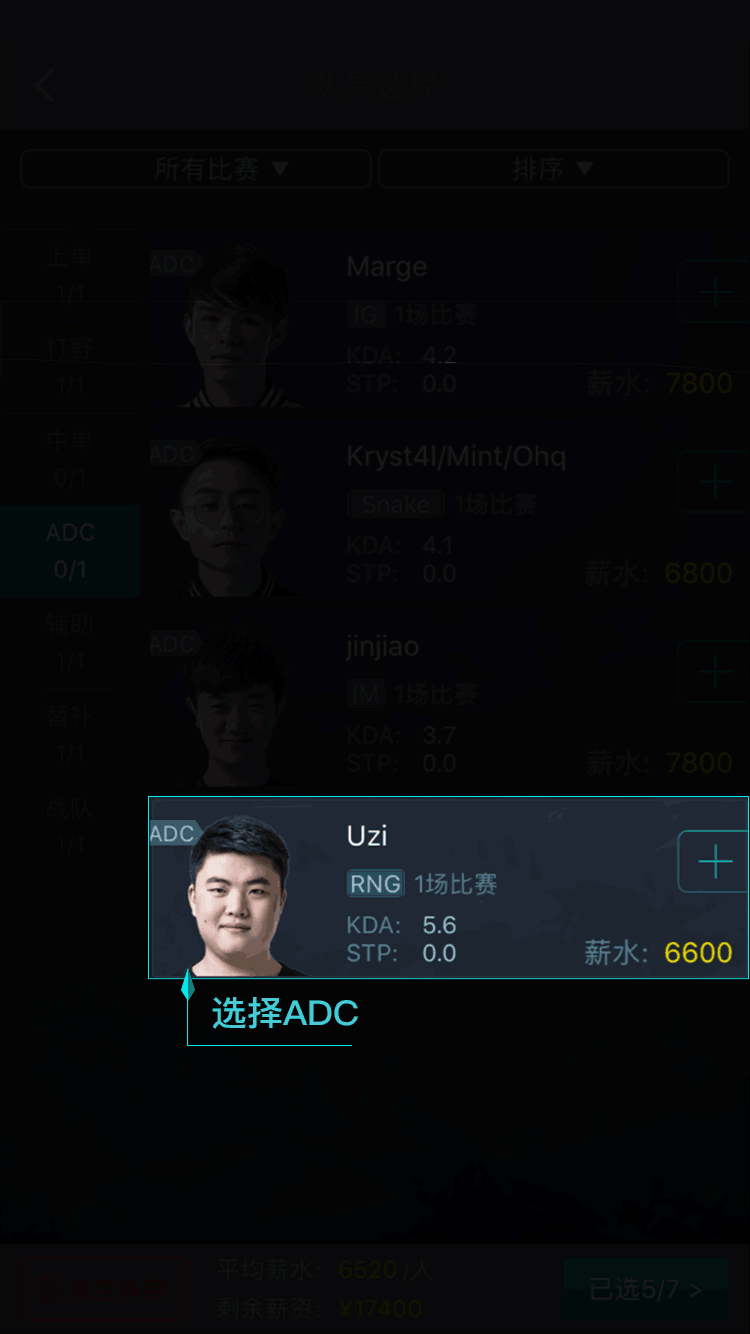 队员选择
所有比赛 ▼
排序 ▼
上单
1/1
打野
1/1
中单
0/1
ADC
0/1
辅助
1/1
替补
1/1
战队
1/1
ADC
Marge
IG 1场比赛
KDA: 4.2
STP: 0.0
薪水: 7800
ADC
Kryst4l/Mint/Ohq
Snake 1场比赛
KDA: 4.1
STP: 0.0
薪水: 6800
ADC
jinjiao
IM 1场比赛
KDA: 3.7
STP: 0.0
薪水: 7800
ADC
Uzi
RNG 1场比赛
KDA: 5.6
STP: 0.0
薪水: 6600
选择ADC
平均薪水: 6520/人
剩余薪资: ¥17400
已选5/7 >